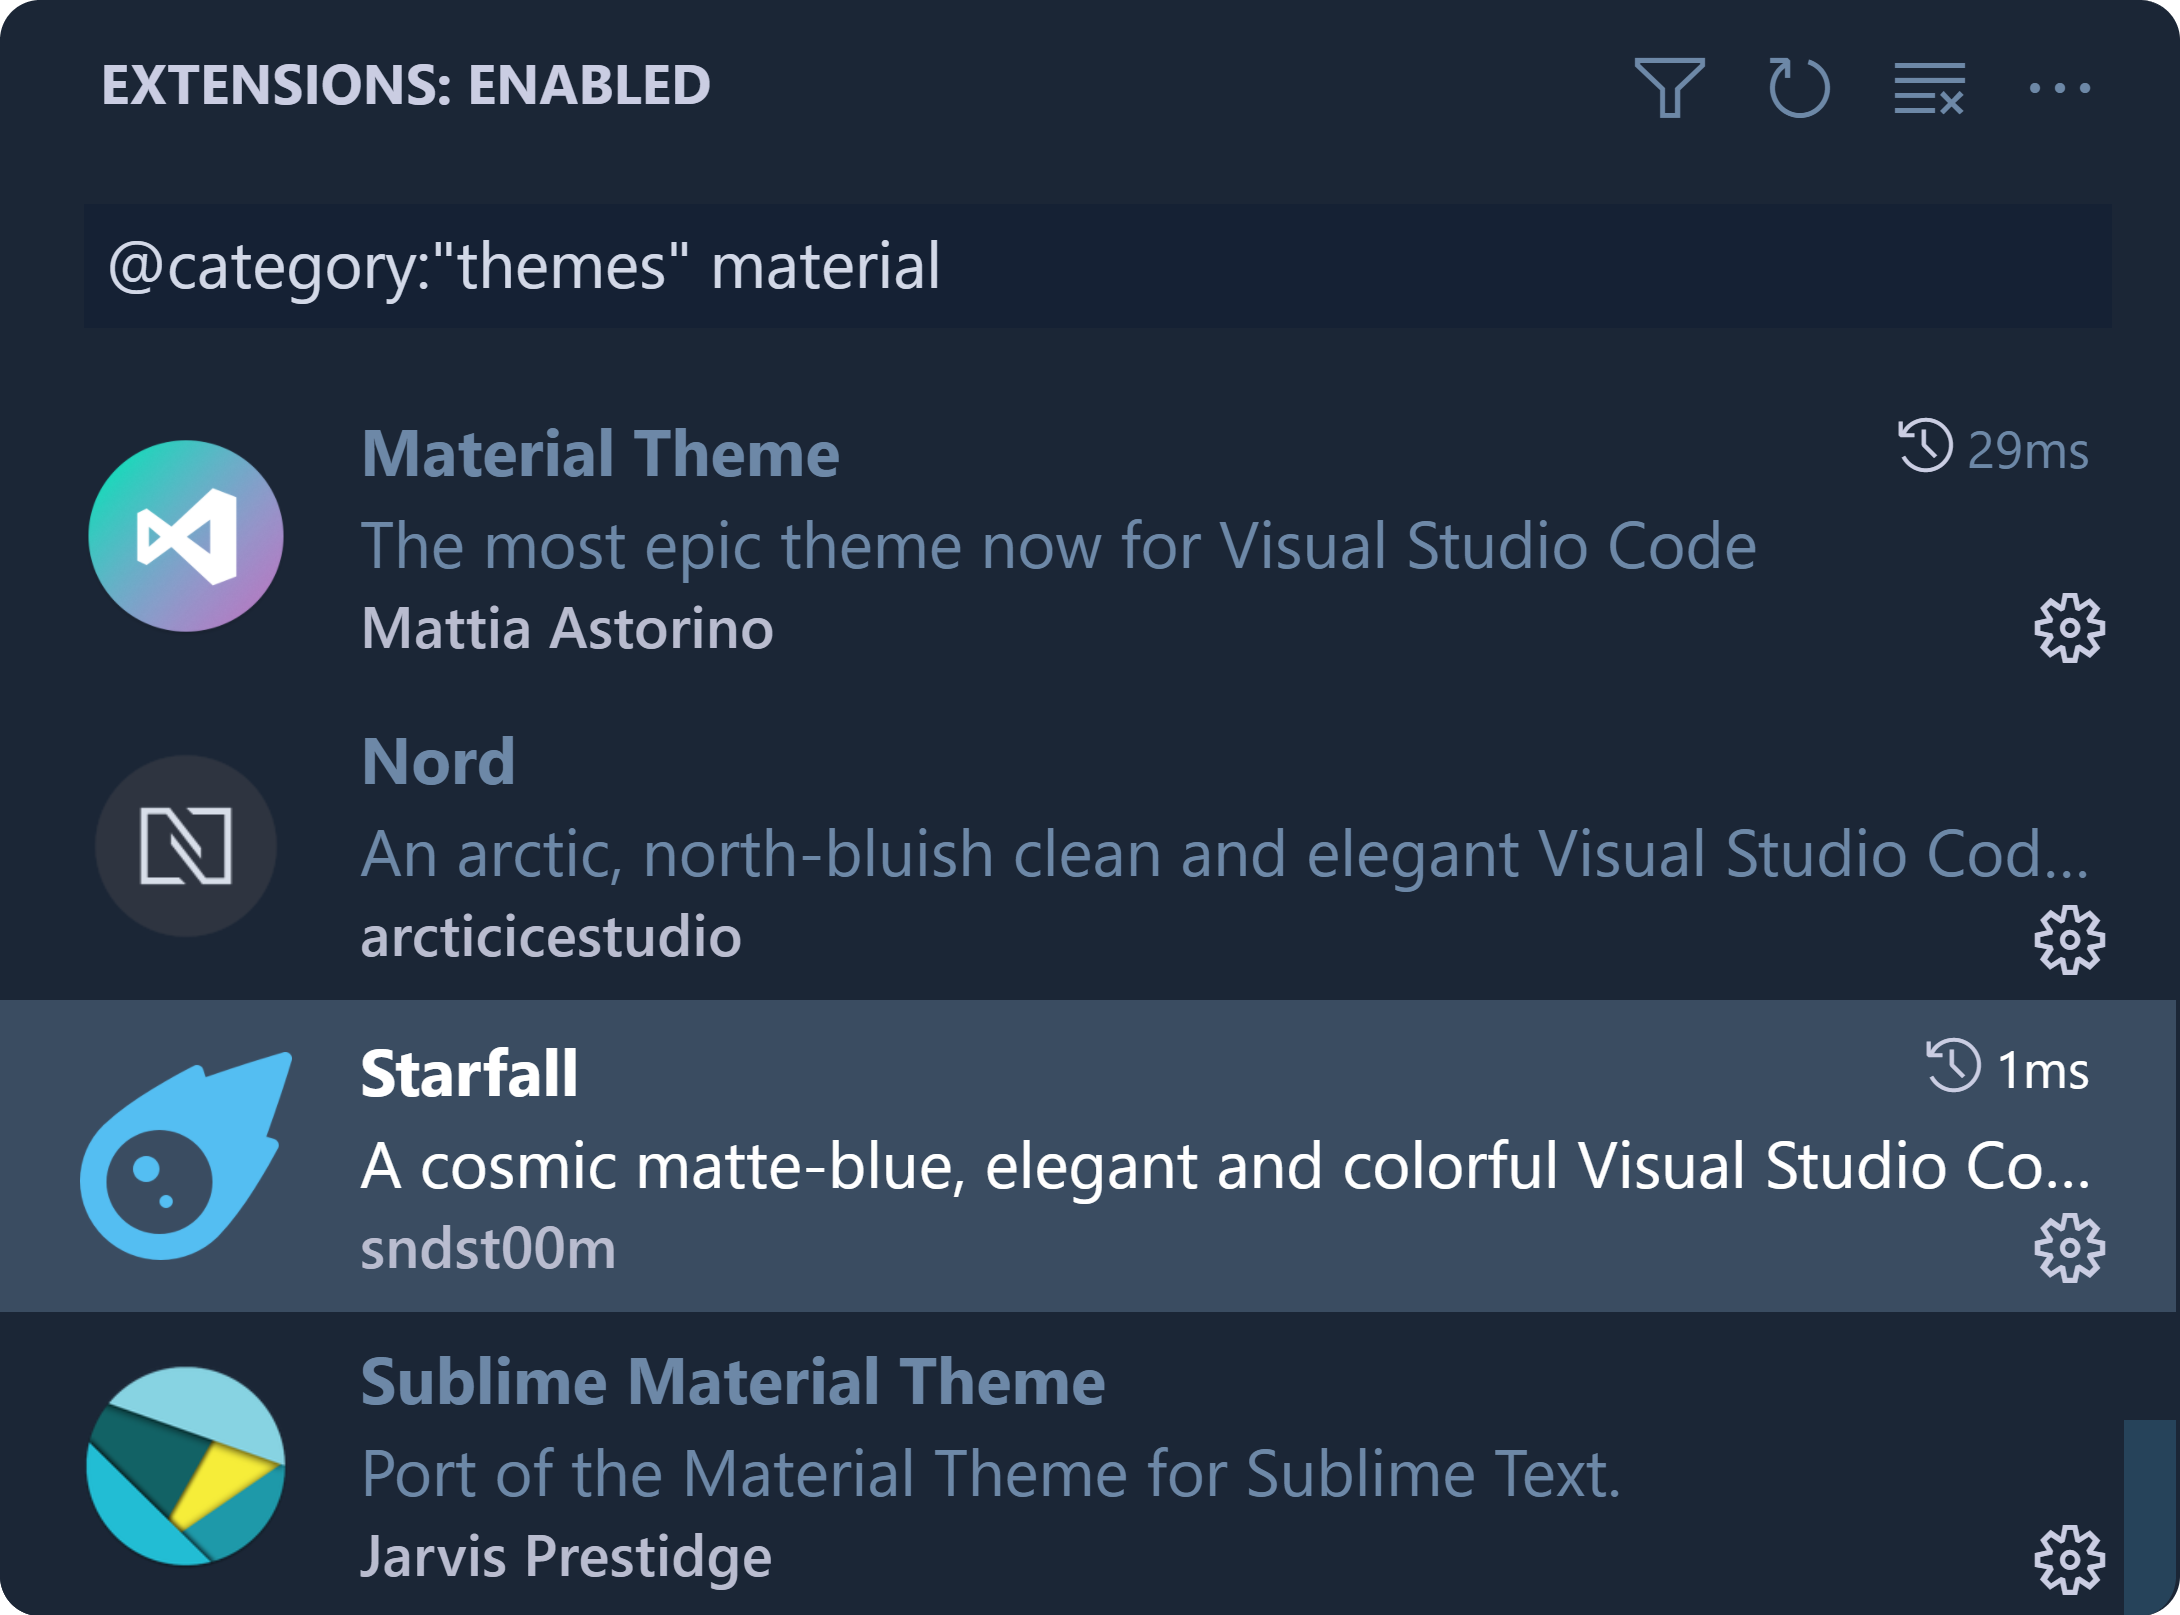 EXTENSIONS: ENABLED
@category:"themes" material
Material Theme 29ms
The most epic theme now for Visual Studio Code
Mattia Astorino
Nord
An arctic, north-bluish clean and elegant Visual Studio Cod...
arcticicestudio
Starfall 1ms
A cosmic matte-blue, elegant and colorful Visual Studio Co...
sndst00m
Sublime Material Theme
Port of the Material Theme for Sublime Text.
Jarvis Prestidge